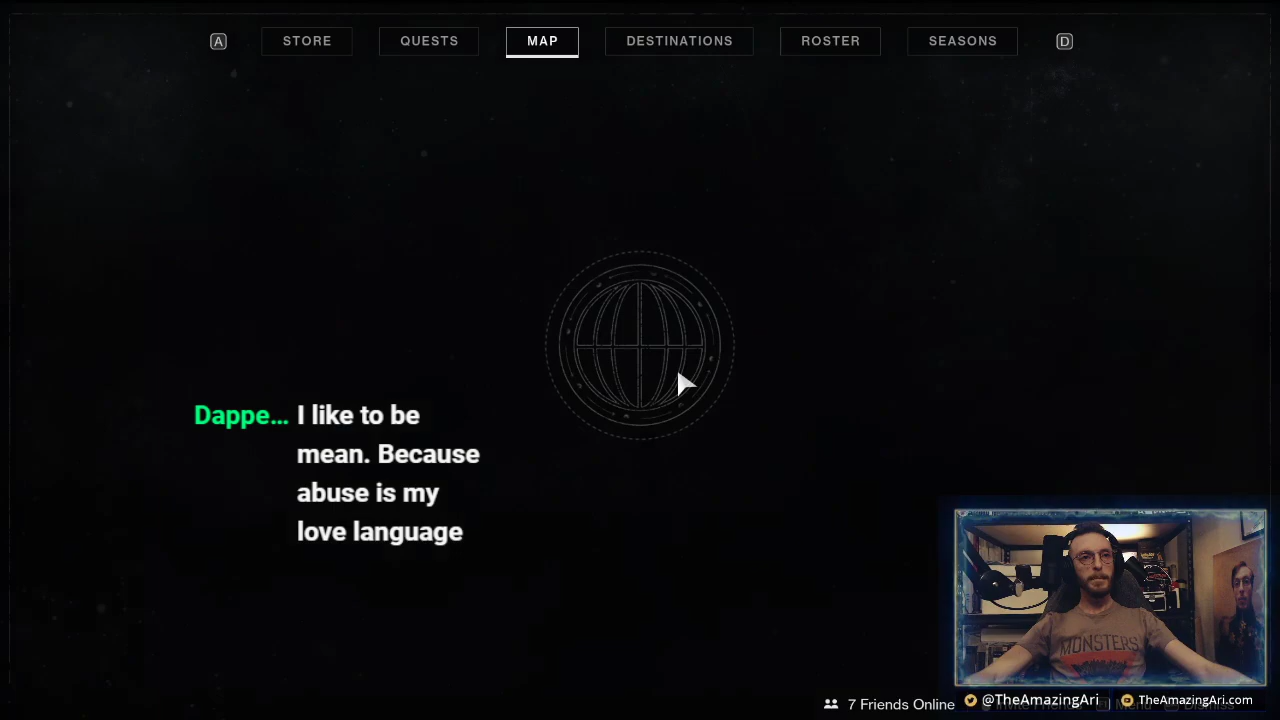 A STORE QUESTS MAP DESTINATIONS ROSTER SEASONS D
Dappe... I like to be
mean. Because
abuse is my
love language
MONSTERS
7 Friends Online @TheAmazingAri TheAmazingAri.com